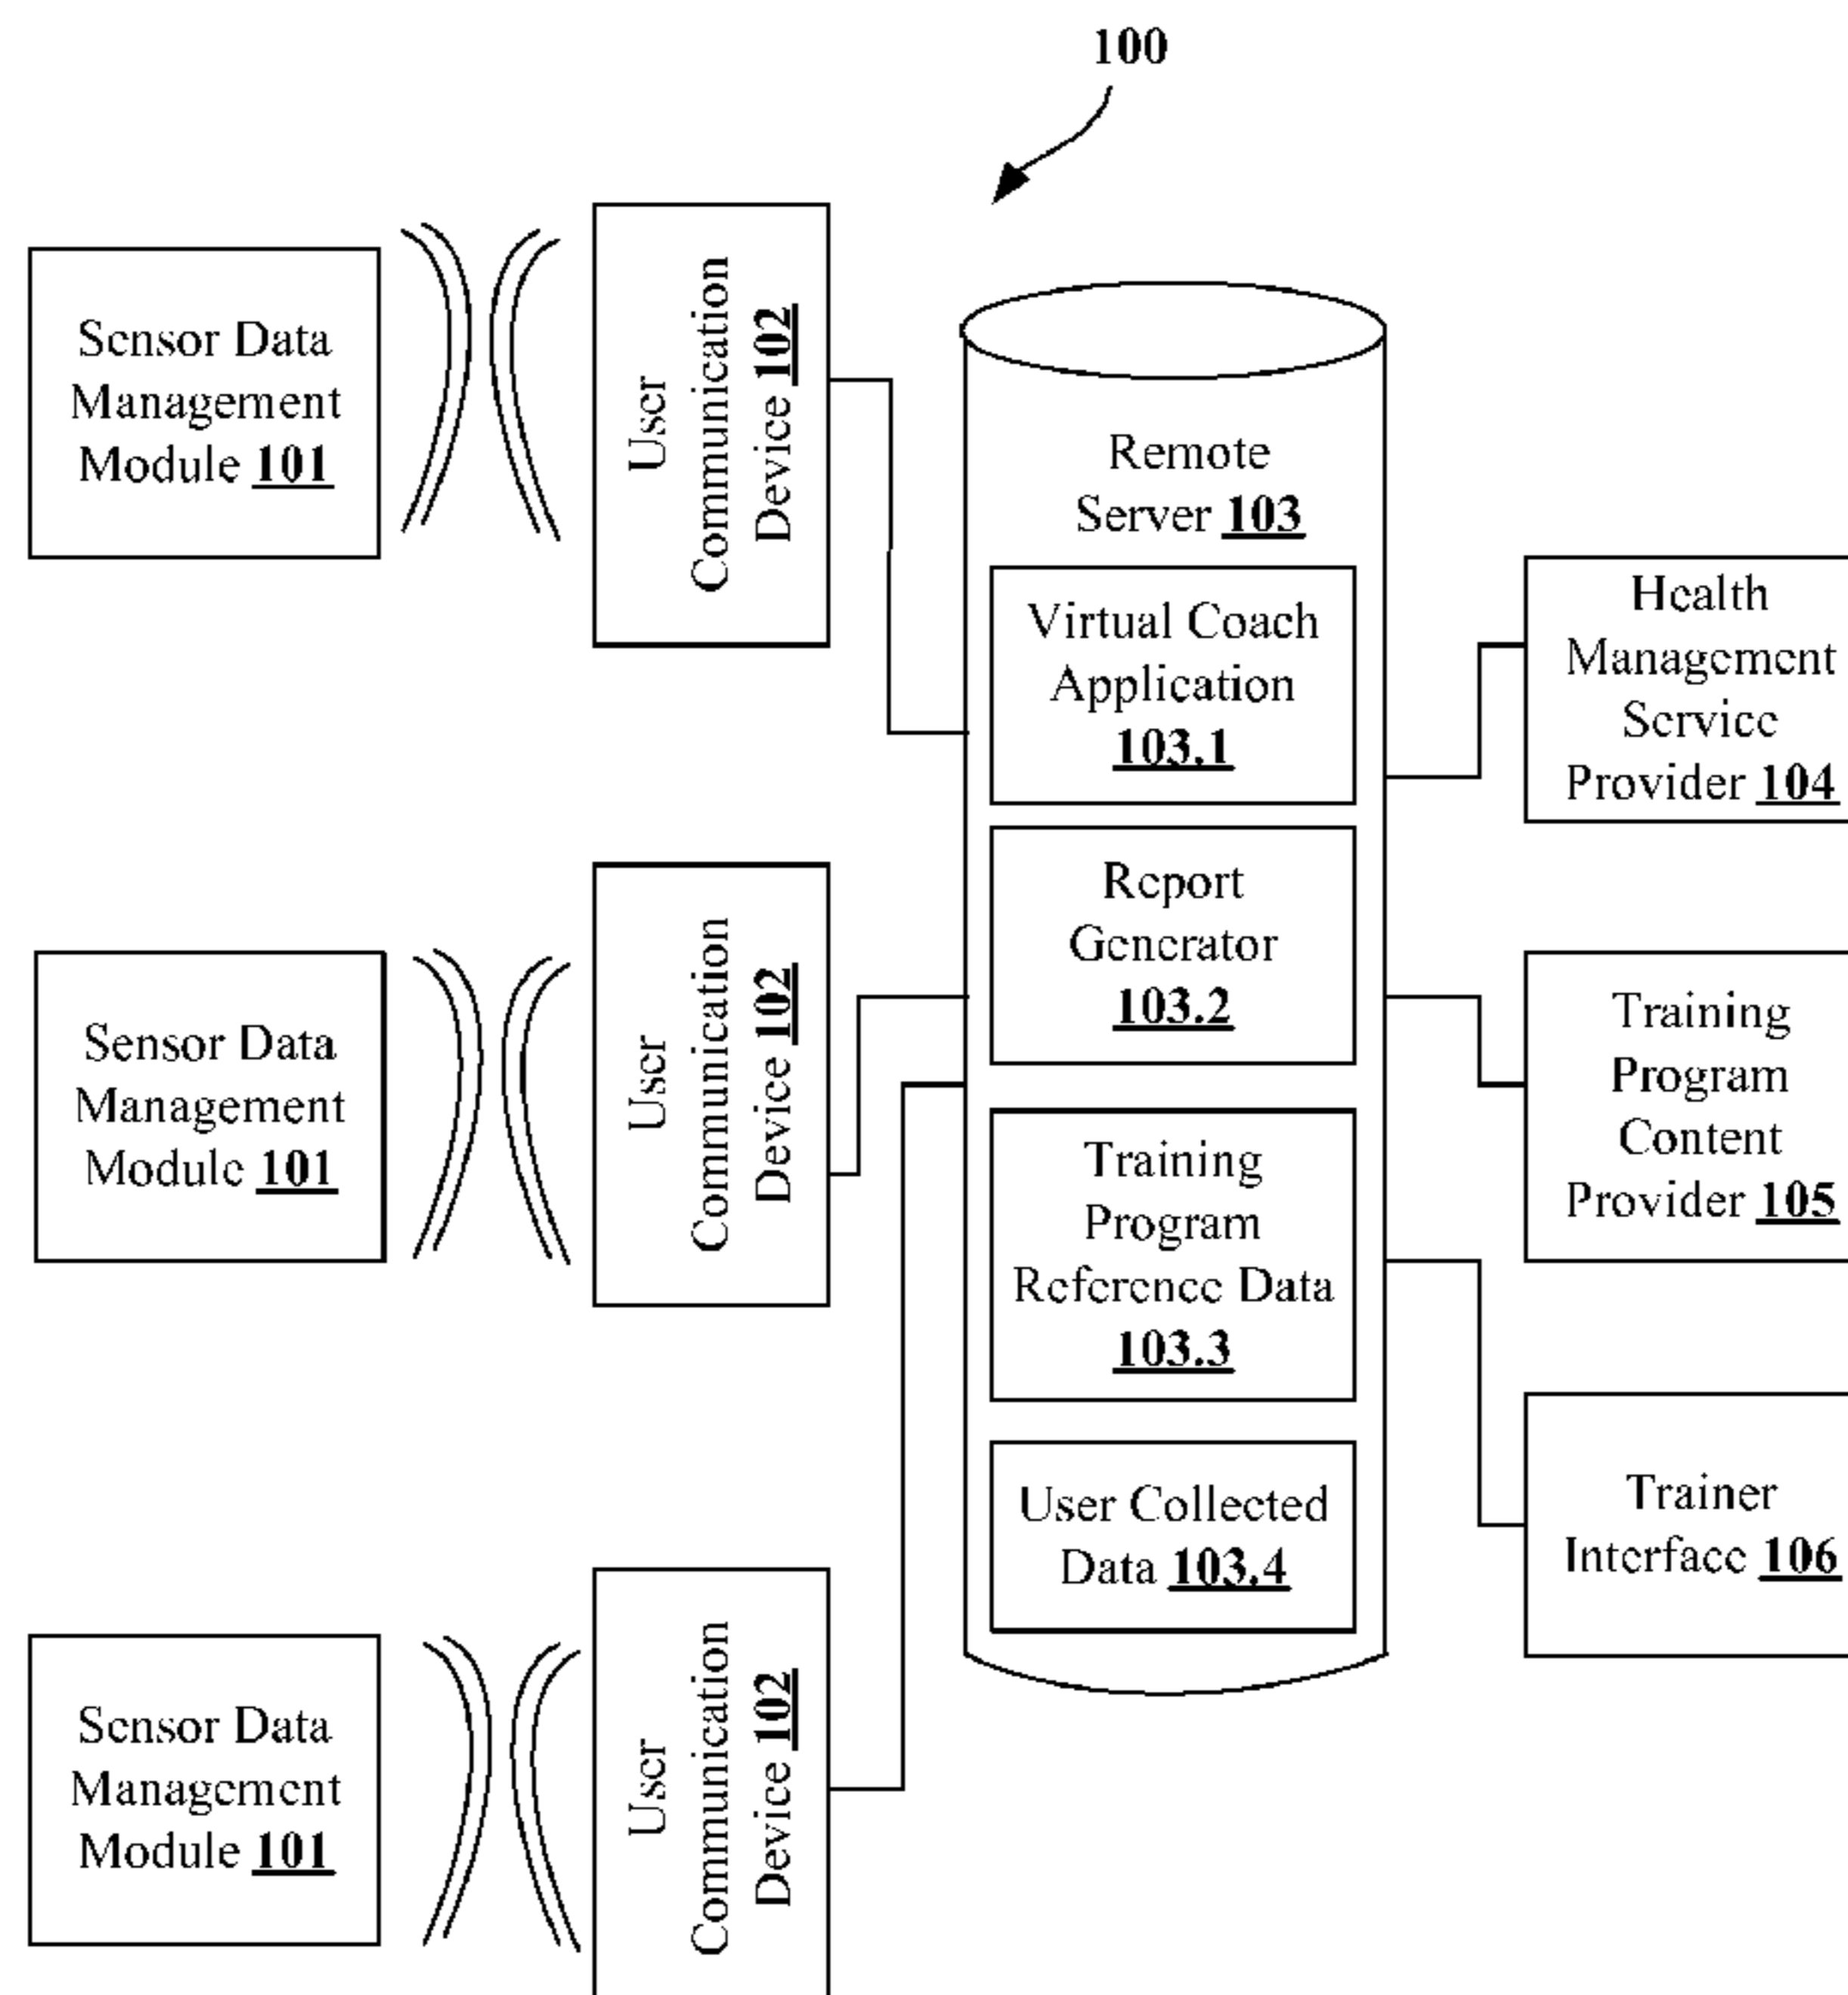 100
Sensor Data
Management
Module 101
User
Communication
Device 102
Remote
Server 103
Virtual Coach
Application
103.1
Health
Management
Service
Provider 104
Report
Generator
103.2
Sensor Data
Management
Module 101
User
Communication
Device 102
Training
Program
Content
Provider 105
Training
Program
Reference Data
103.3
User Collected
Data 103.4
Trainer
Interface 106
Sensor Data
Management
Module 101
User
Communication
Device 102